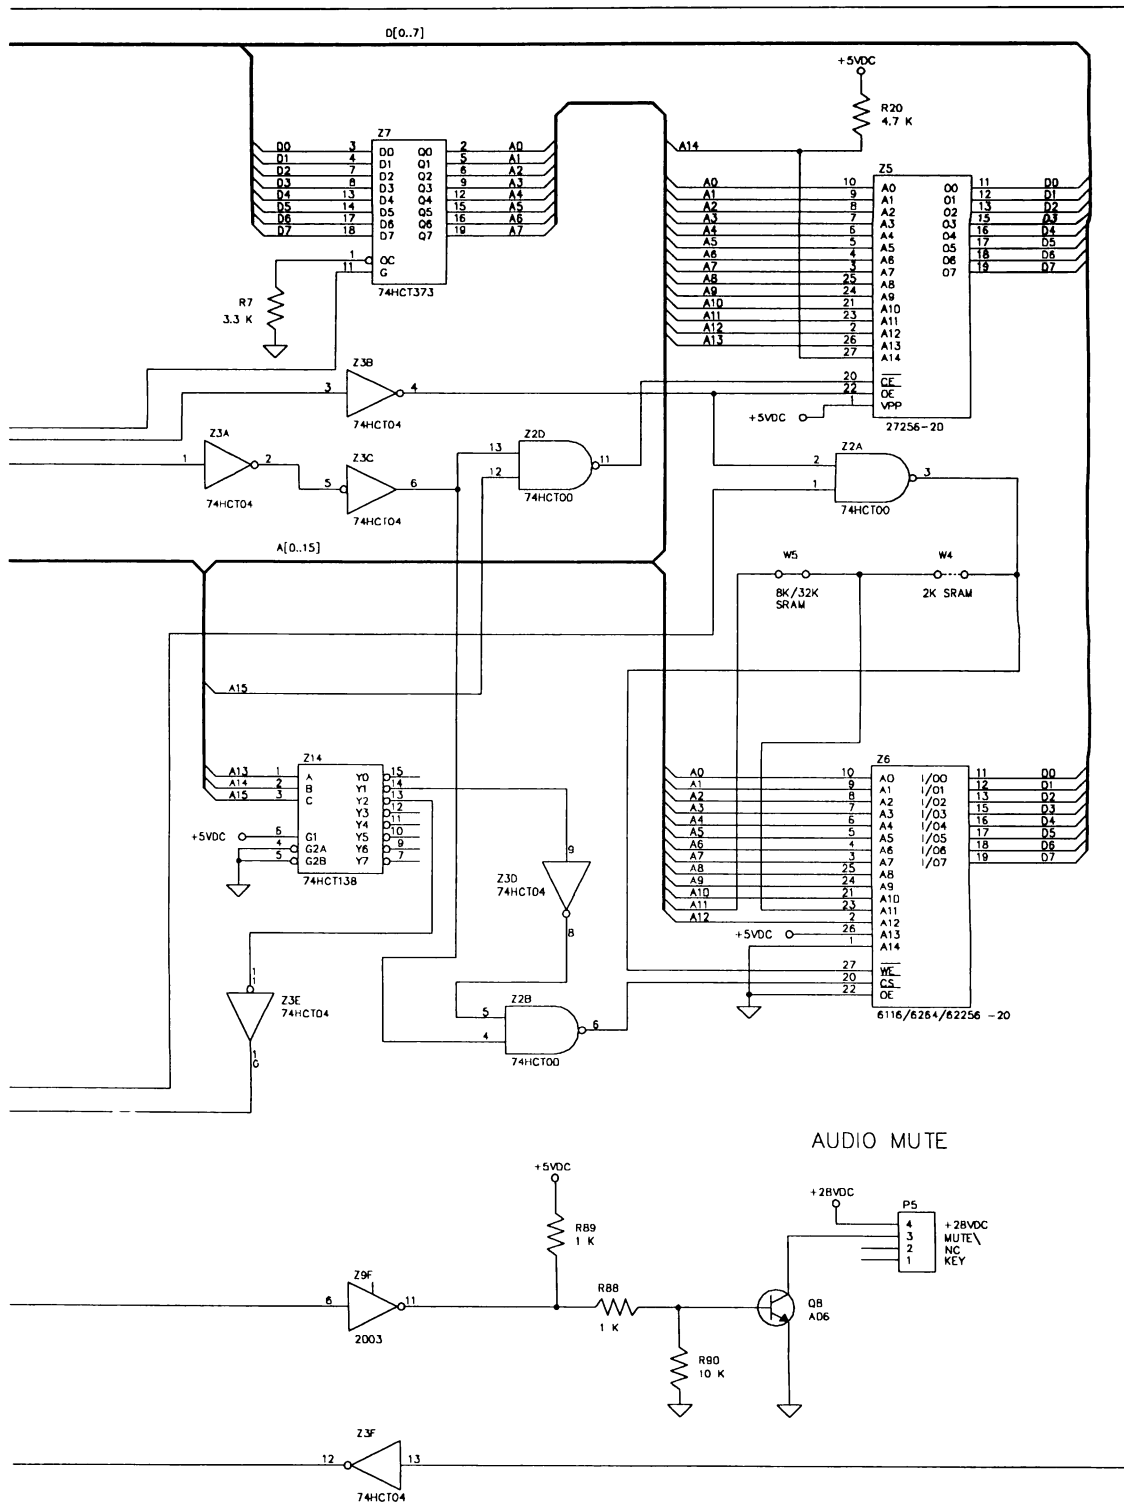 D[0..7]
+5VDC
R20
4.7 K
Z7
D0 3 D0 Q0 2 A0
D1 4 D1 Q1 5 A1
D2 7 D2 Q2 6 A2
D3 8 D3 Q3 9 A3
D4 13 D4 Q4 12 A4
D5 14 D5 Q5 15 A5
D6 17 D6 Q6 16 A6
D7 18 D7 Q7 19 A7
1 OC
11 G
74HCT373
R7
3.3 K
A14
Z5
A0 10 A0 O0 11 D0
A1 9 A1 O1 12 D1
A2 8 A2 O2 13 D2
A3 7 A3 O3 15 D3
A4 6 A4 O4 16 D4
A5 5 A5 O5 17 D5
A6 4 A6 O6 18 D6
A7 3 A7 O7 19 D7
A8 25 A8
A9 24 A9
A10 21 A10
A11 23 A11
A12 2 A12
A13 26 A13
27 A14
20 CE
22 OE
+5VDC 1 VPP
27256-20
Z3B
3 4
74HCT04
Z3A
1 2
74HCT04
Z3C
5 6
74HCT04
Z2D
13
12 11
74HCT00
Z2A
2
1 3
74HCT00
A[0..15]
W5
8K/32K
SRAM
W4
2K SRAM
A15
Z14
A13 1 A Y0 15
A14 2 B Y1 14
A15 3 C Y2 13
Y3 12
Y4 11
+5VDC 6 G1 Y5 10
4 G2A Y6 9
5 G2B Y7 7
74HCT138
Z6
A0 10 A0 I/O0 11 D0
A1 9 A1 I/O1 12 D1
A2 8 A2 I/O2 13 D2
A3 7 A3 I/O3 15 D3
A4 6 A4 I/O4 16 D4
A5 5 A5 I/O5 17 D5
A6 4 A6 I/O6 18 D6
A7 3 A7 I/O7 19 D7
A8 25 A8
A9 24 A9
A10 21 A10
A11 23 A11
A12 2 A12
+5VDC 26 A13
1 A14
27 WE
20 CS
22 OE
6116/6264/62256 -20
9
Z3D
74HCT04
8
11
Z3E
74HCT04
10
Z2B
5
4 6
74HCT00
AUDIO MUTE
+5VDC
R89
1 K
+28VDC
P5
4 +28VDC
3 MUTE\
2 NC
1 KEY
Z9F
6 11
2003
R88
1 K
Q8
AD6
R90
10 K
Z3F
12 13
74HCT04